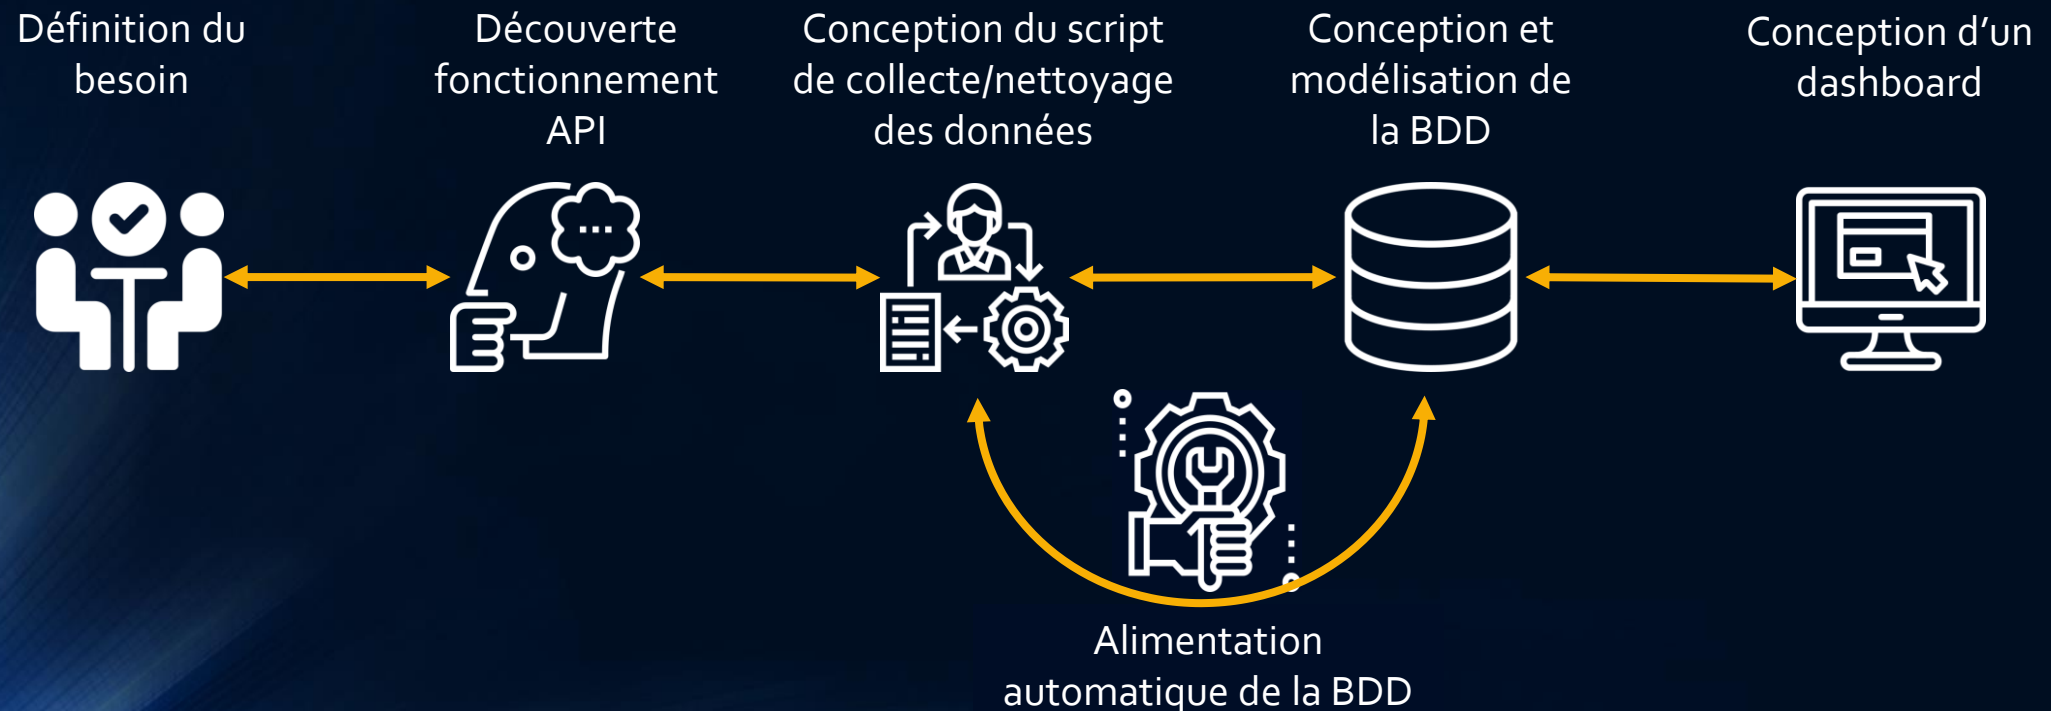 Définition du
besoin
Découverte
fonctionnement
API
Conception du script
de collecte/nettoyage
des données
Conception et
modélisation de
la BDD
Conception d’un
dashboard
Alimentation
automatique de la BDD